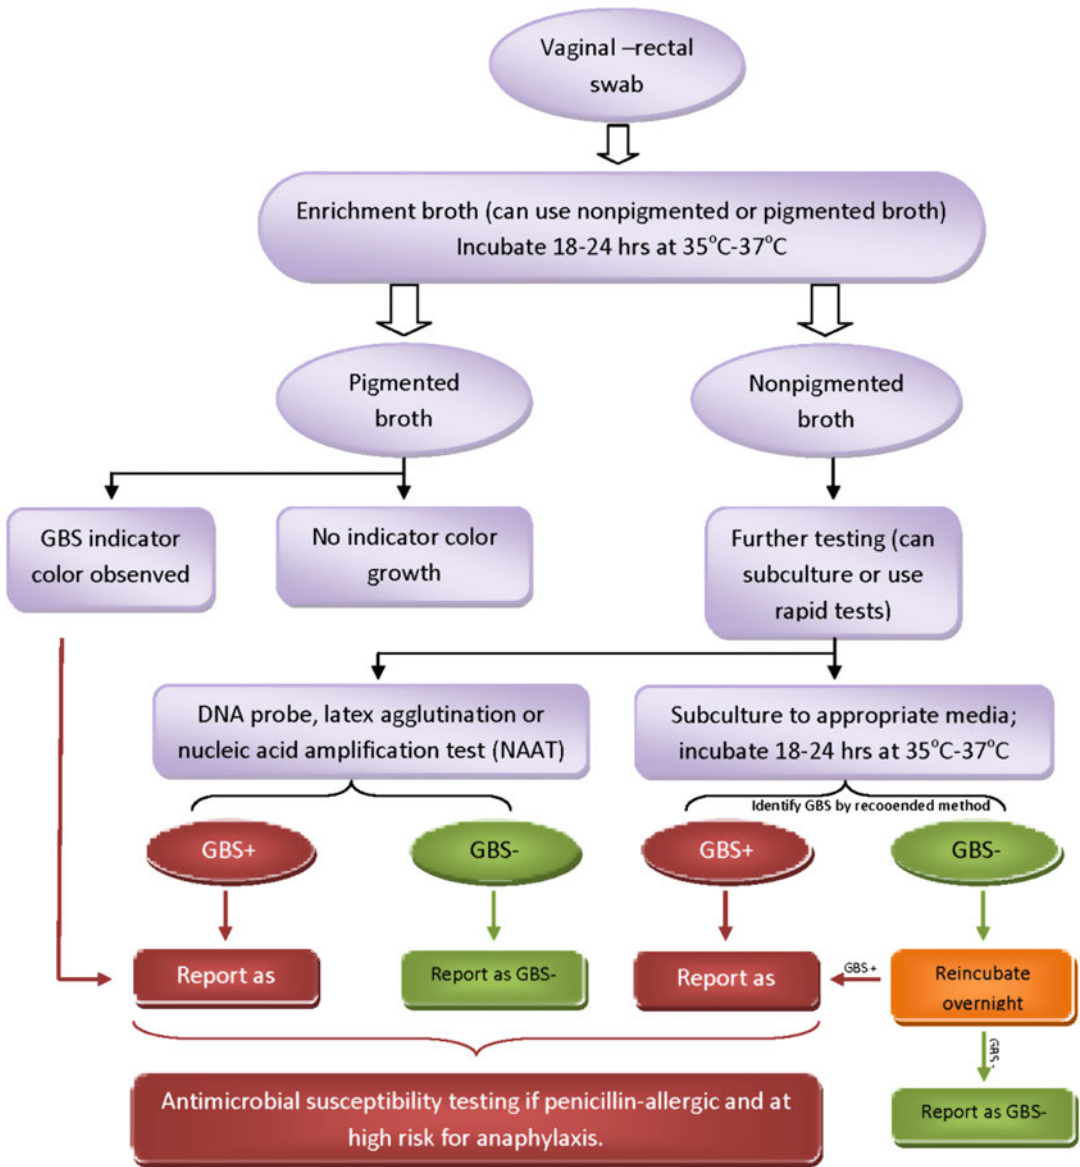 Vaginal –rectal
swab
Enrichment broth (can use nonpigmented or pigmented broth)
Incubate 18-24 hrs at 35°C-37°C
Pigmented
broth
Nonpigmented
broth
GBS indicator
color observed
No indicator color
growth
Further testing (can
subculture or use
rapid tests)
DNA probe, latex agglutination or
nucleic acid amplification test (NAAT)
Subculture to appropriate media;
incubate 18-24 hrs at 35°C-37°C
Identify GBS by recooended method
GBS+
GBS-
GBS+
GBS-
Report as
Report as GBS-
Report as
GBS+
Reincubate
overnight
GBS-
Antimicrobial susceptibility testing if penicillin-allergic and at
high risk for anaphylaxis.
Report as GBS-